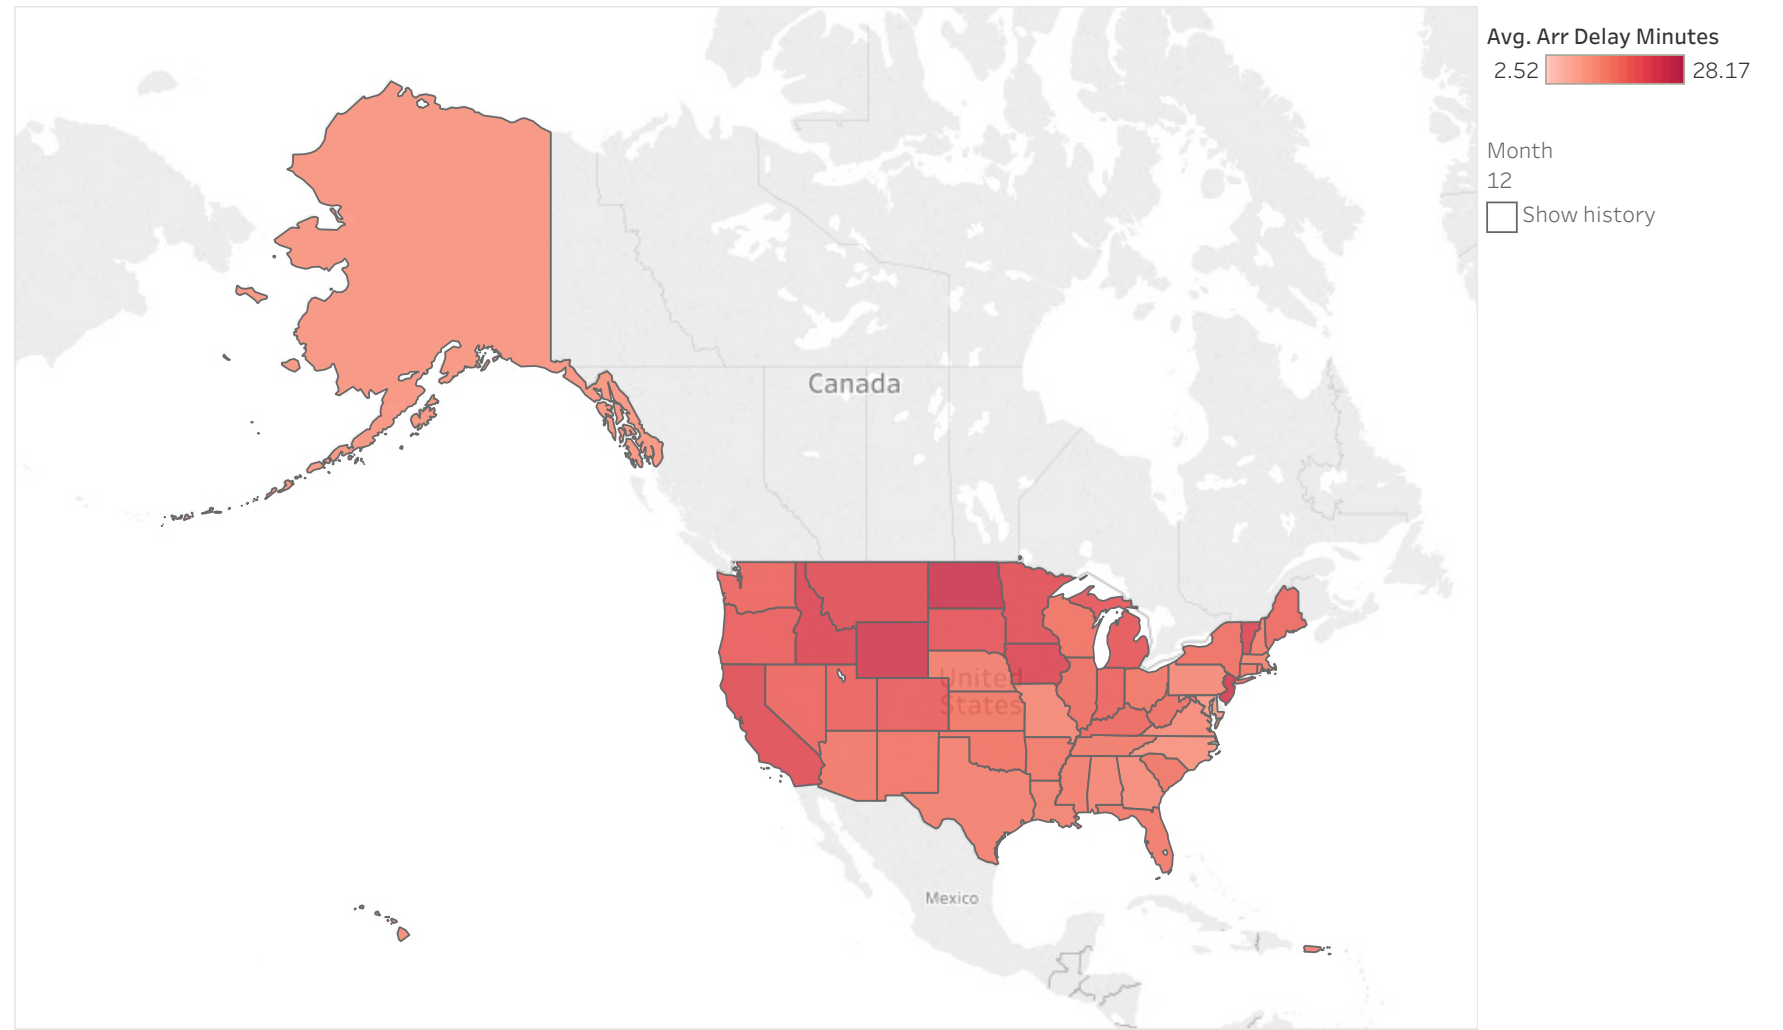 Avg. Arr Delay Minutes
2.52 28.17
Month
12
Show history
Canada
United
States
Mexico